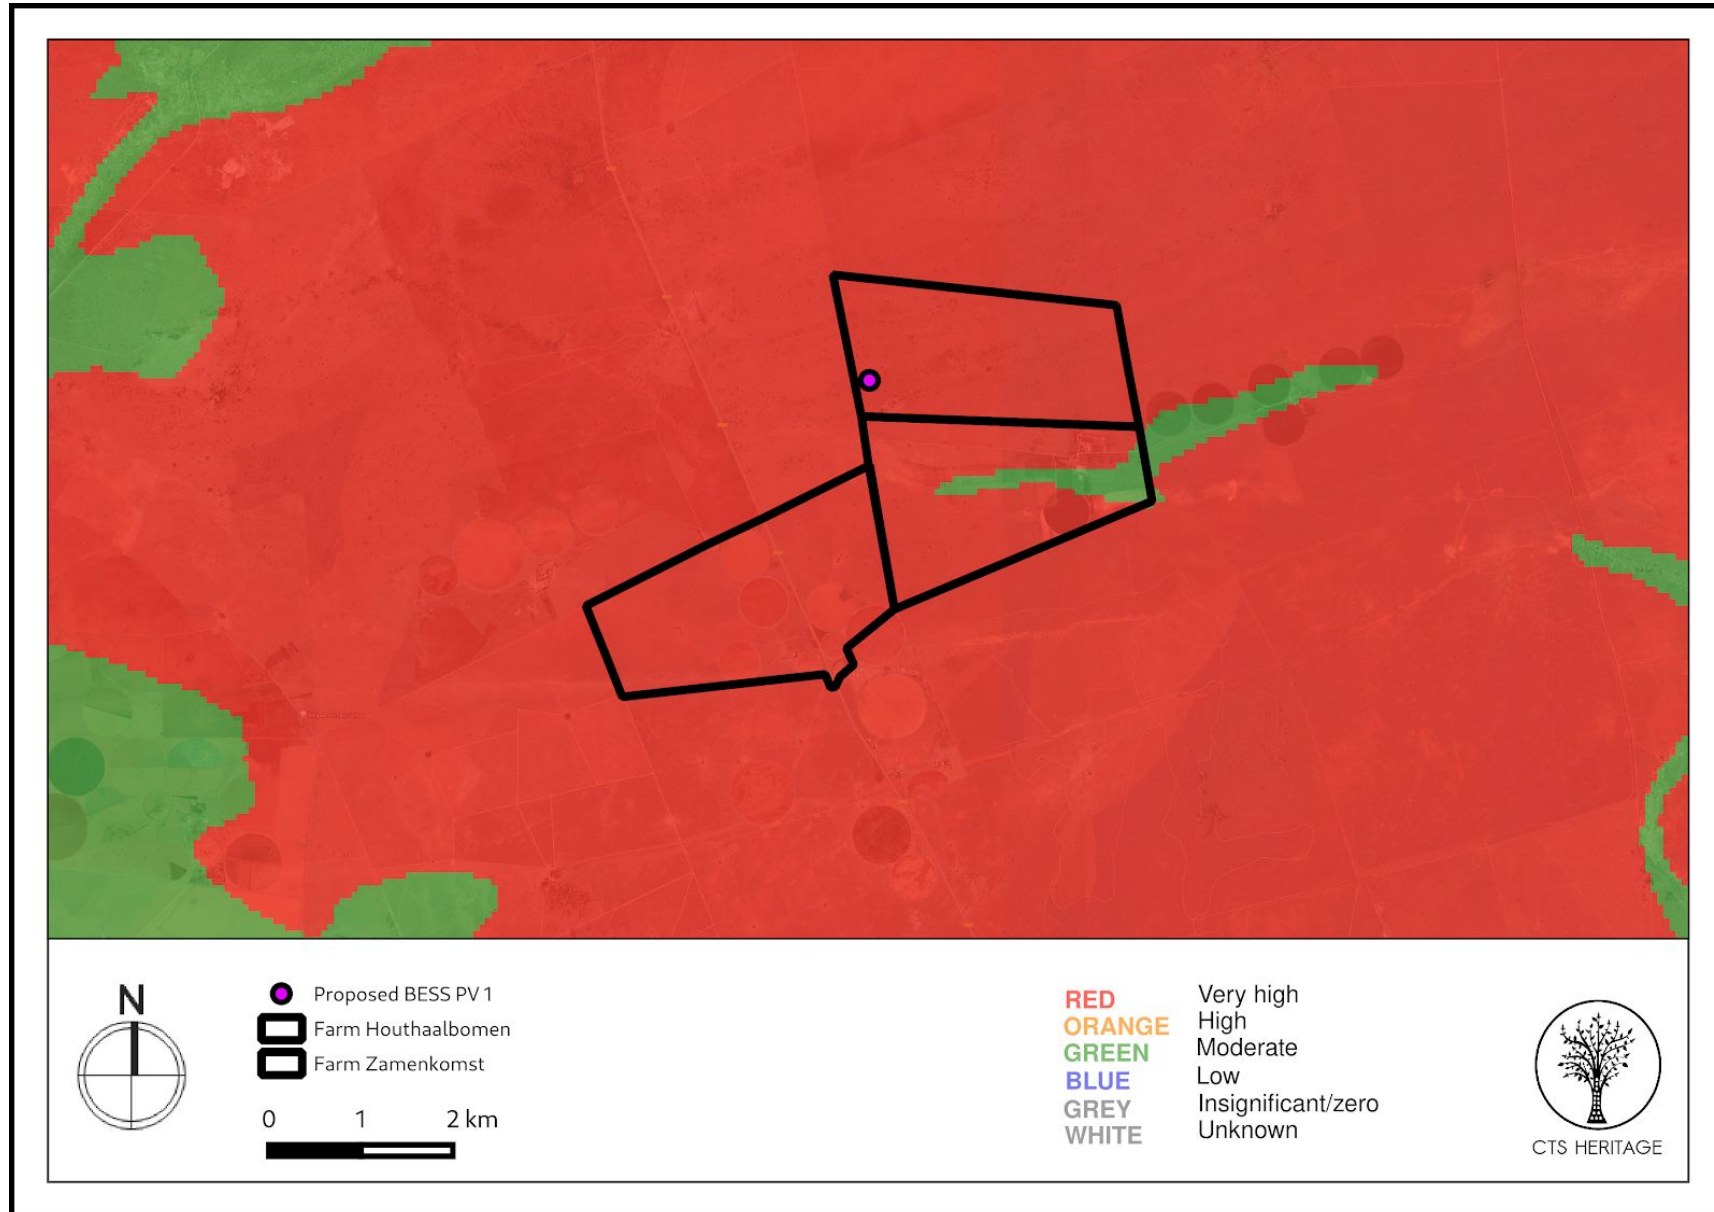 N
Proposed BESS PV 1
Farm Houthaalbomen
Farm Zamenkomst
0 1 2 km
RED Very high
ORANGE High
GREEN Moderate
BLUE Low
GREY Insignificant/zero
WHITE Unknown
CTS HERITAGE